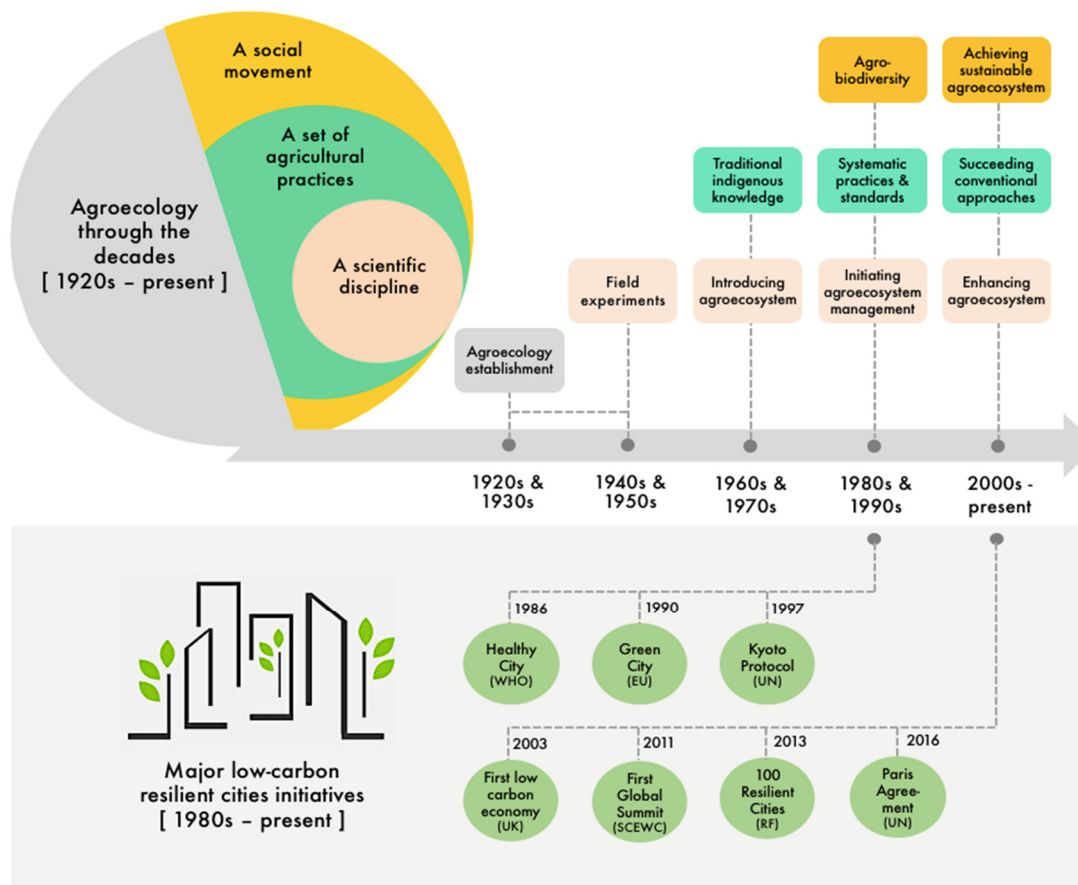 A social
movement
A set of
agricultural
practices
A scientific
discipline
Agroecology
through the
decades
[ 1920s – present ]
Agro-
biodiversity
Achieving
sustainable
agroecosystem
Traditional
indigenous
knowledge
Systematic
practices &
standards
Succeeding
conventional
approaches
Field
experiments
Introducing
agroecosystem
Initiating
agroecosystem
management
Enhancing
agroecosystem
Agroecology
establishment
1920s &
1930s
1940s &
1950s
1960s &
1970s
1980s &
1990s
2000s -
present
1986
Healthy
City
(WHO)
1990
Green
City
(EU)
1997
Kyoto
Protocol
(UN)
2003
First low
carbon
economy
(UK)
2011
First
Global
Summit
(SCEWC)
2013
100
Resilient
Cities
(RF)
2016
Paris
Agree-
ment
(UN)
Major low-carbon
resilient cities initiatives
[ 1980s – present ]